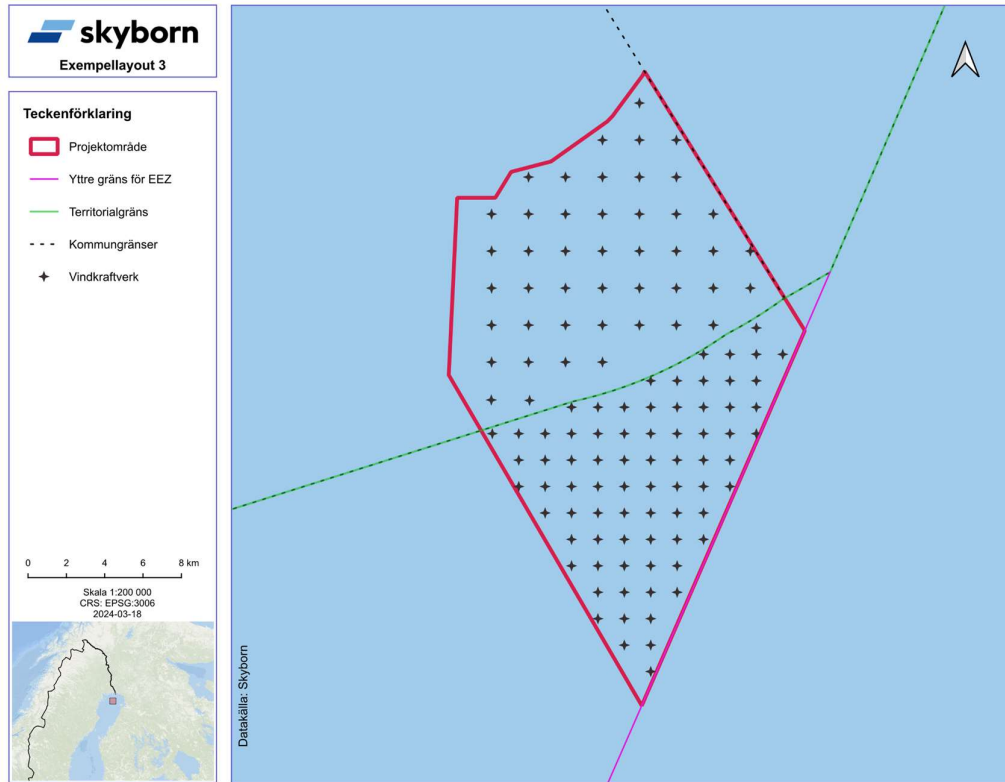 skyborn
Exempellayout 3
Teckenförklaring
Projektområde
Yttre gräns för EEZ
Territorialgräns
Kommungränser
Vindkraftverk
0 2 4 6 8 km
Skala 1:200 000
CRS: EPSG:3006
2024-03-18
Datakälla: Skyborn